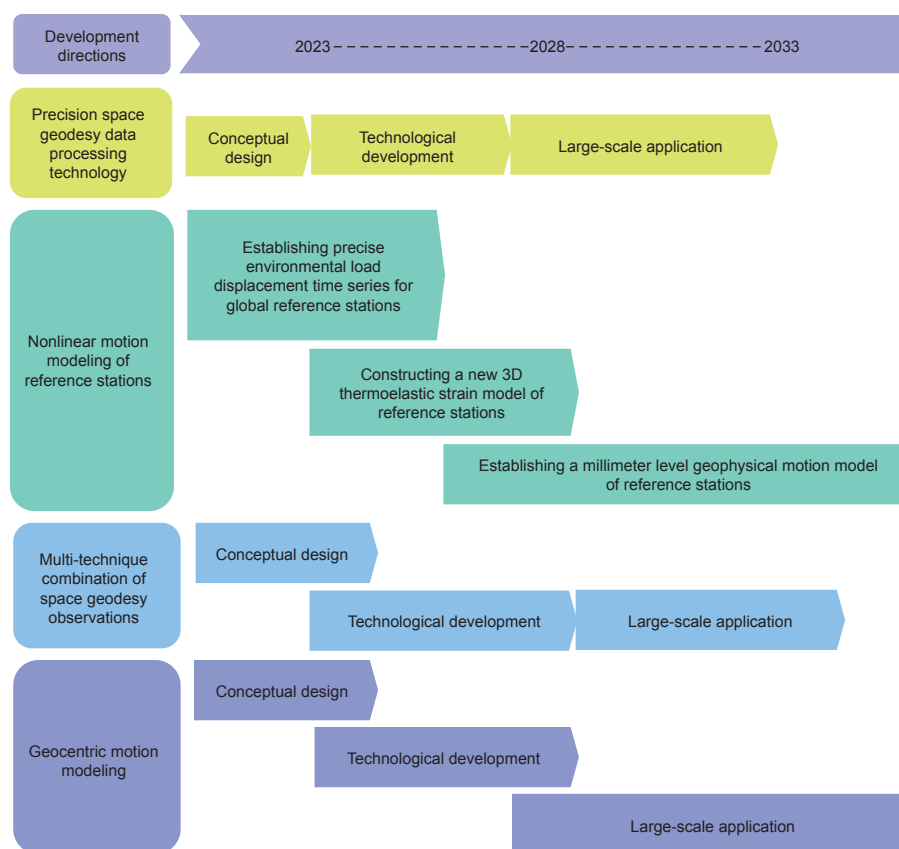 Development
directions
2023
2028
2033
Precision space
geodesy data
processing
technology
Conceptual
design
Technological
development
Large-scale application
Nonlinear motion
modeling of
reference stations
Establishing precise
environmental load
displacement time series for
global reference stations
Constructing a new 3D
thermoelastic strain model of
reference stations
Establishing a millimeter level geophysical motion model
of reference stations
Multi-technique
combination of
space geodesy
observations
Conceptual design
Technological development
Large-scale application
Geocentric motion
modeling
Conceptual design
Technological development
Large-scale application